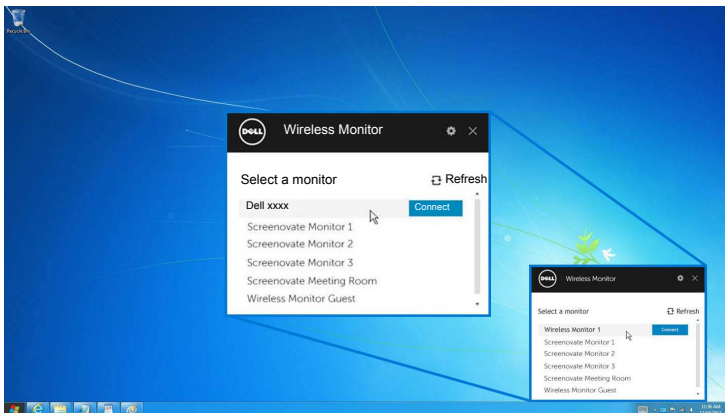 Recycle Bin
DELL
Wireless Monitor
Select a monitor
Refresh
Dell xxxx
Connect
Screenovate Monitor 1
Screenovate Monitor 2
Screenovate Monitor 3
Screenovate Meeting Room
Wireless Monitor Guest
DELL
Wireless Monitor
Select a monitor
Refresh
Wireless Monitor 1
Connect
Screenovate Monitor 1
Screenovate Monitor 2
Screenovate Monitor 3
Screenovate Meeting Room
Wireless Monitor Guest